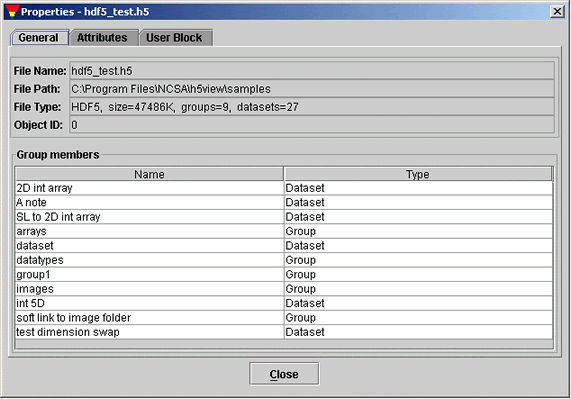 Properties - hdf5_test.h5
General Attributes User Block
File Name: hdf5_test.h5
File Path: C:\Program Files\NCSA\h5view\samples
File Type: HDF5, size=47486K, groups=9, datasets=27
Object ID: 0
Group members
Name Type
2D int array Dataset
A note Dataset
SL to 2D int array Dataset
arrays Group
dataset Dataset
datatypes Group
group1 Group
images Group
int 5D Dataset
soft link to image folder Group
test dimension swap Dataset
Close